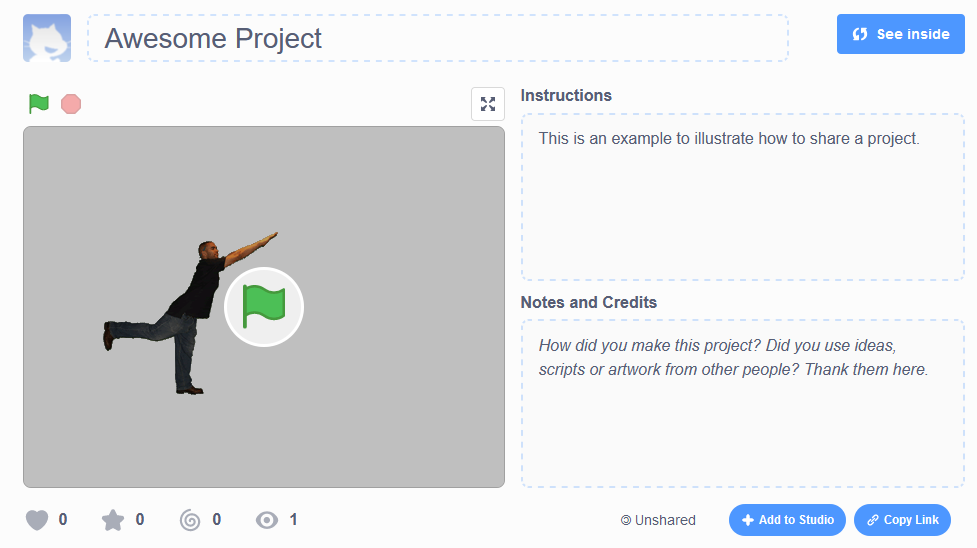 Awesome Project
See inside
Instructions
This is an example to illustrate how to share a project.
Notes and Credits
How did you make this project? Did you use ideas,
scripts or artwork from other people? Thank them here.
0
0
0
1
Unshared
Add to Studio
Copy Link